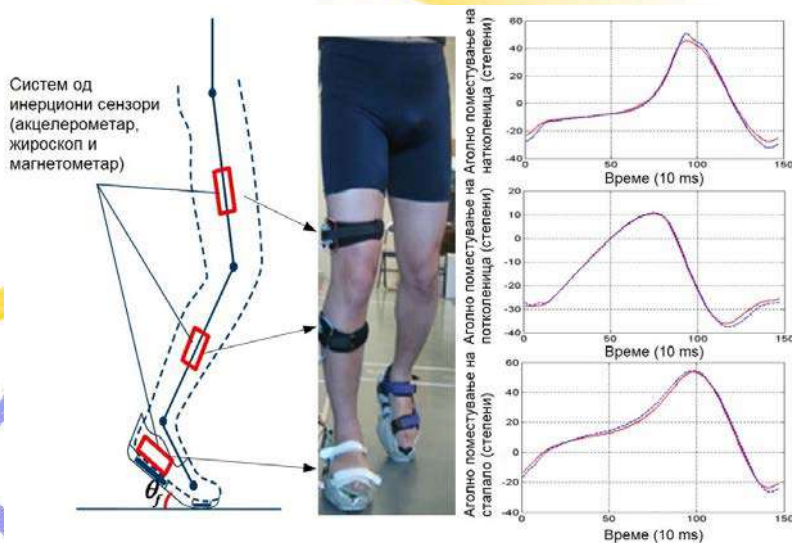 Систем од
инерциони сензори
(акцелерометар,
жироскоп и
магнетометар)
θf
Аголно поместување на
натколеница (степени)
60
40
20
0
-20
-40
0
50
100
150
Време (10 ms)
Аголно поместување на
потколеница (степени)
20
10
0
-10
-20
-30
-40
0
50
100
150
Време (10 ms)
Аголно поместување на
стапало (степени)
60
40
20
0
-20
-40
0
50
100
150
Време (10 ms)